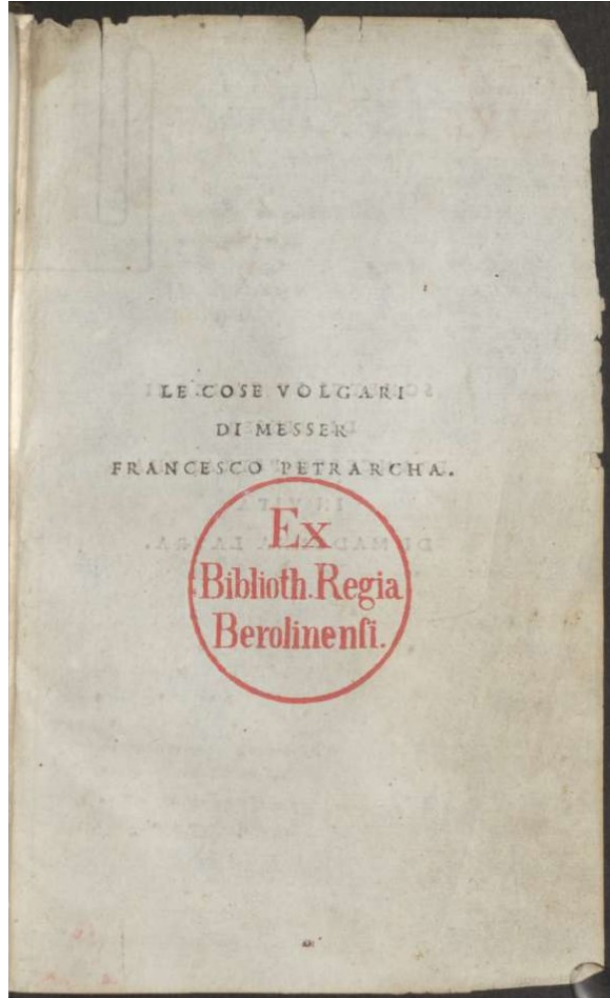 LE COSE VOLGARI
DI MESSER
FRANCESCO PETRARCHA.
Ex
Biblioth. Regia
Berolinenſi.